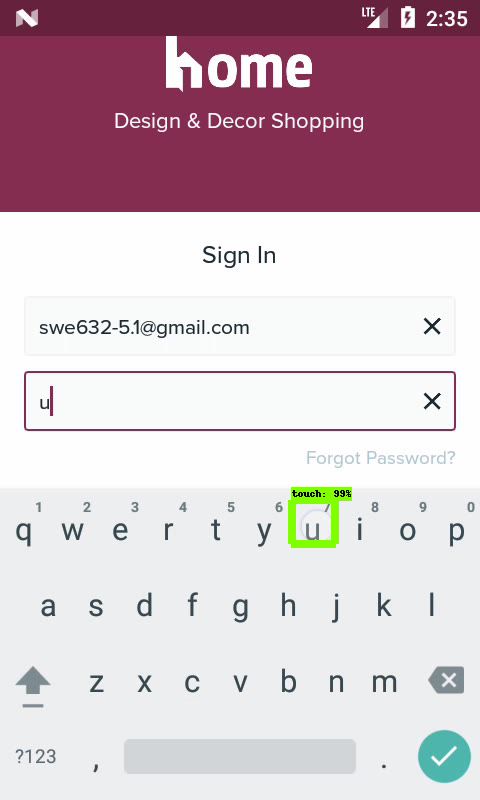 LTE 2:35
home
Design & Decor Shopping
Sign In
swe632-5.1@gmail.com
u
Forgot Password?
touch: 99%
1 2 3 4 5 6 7 8 9 0
q w e r t y u i o p
a s d f g h j k l
z x c v b n m
?123 , .